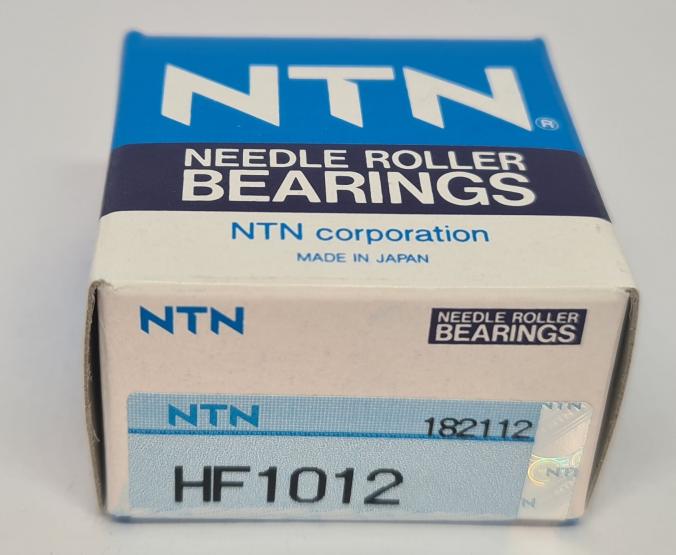 NTN®
NEEDLE ROLLER
BEARINGS
NTN corporation
MADE IN JAPAN
NTN
NEEDLE ROLLER
BEARINGS
NTN
182112
HF1012